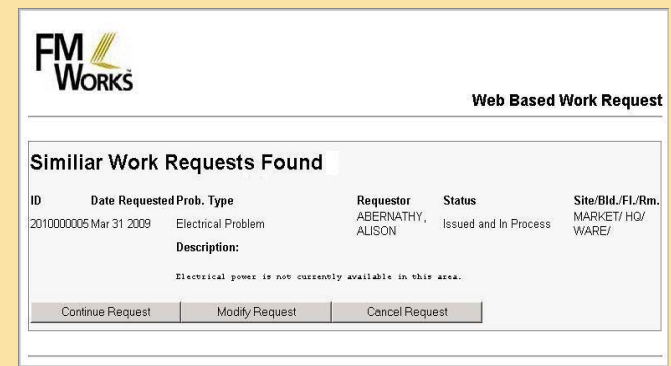 FM
WORKS™
Web Based Work Request
Similiar Work Requests Found
ID Date Requested Prob. Type Requestor Status Site/Bld./Fl./Rm.
2010000005 Mar 31 2009 Electrical Problem ABERNATHY, ALISON Issued and In Process MARKET/ HQ/ WARE/
Description:
Electrical power is not currently available in this area.
Continue Request Modify Request Cancel Request